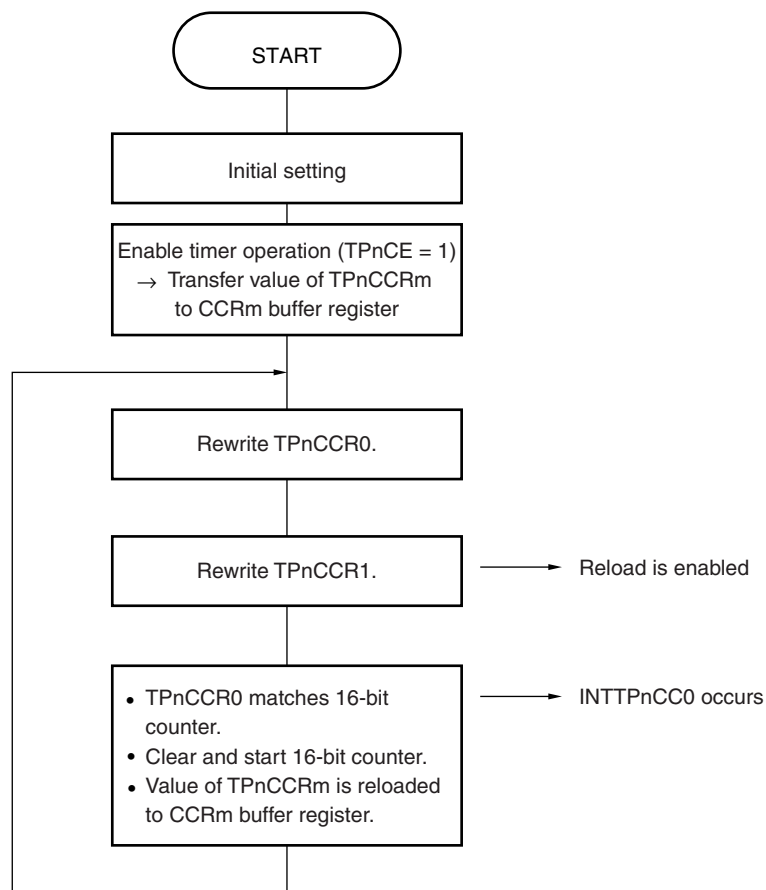 START
Initial setting
Enable timer operation (TPnCE = 1)
→ Transfer value of TPnCCRm
to CCRm buffer register
Rewrite TPnCCR0.
Rewrite TPnCCR1.
Reload is enabled
• TPnCCR0 matches 16-bit
counter.
• Clear and start 16-bit counter.
• Value of TPnCCRm is reloaded
to CCRm buffer register.
INTTPnCC0 occurs